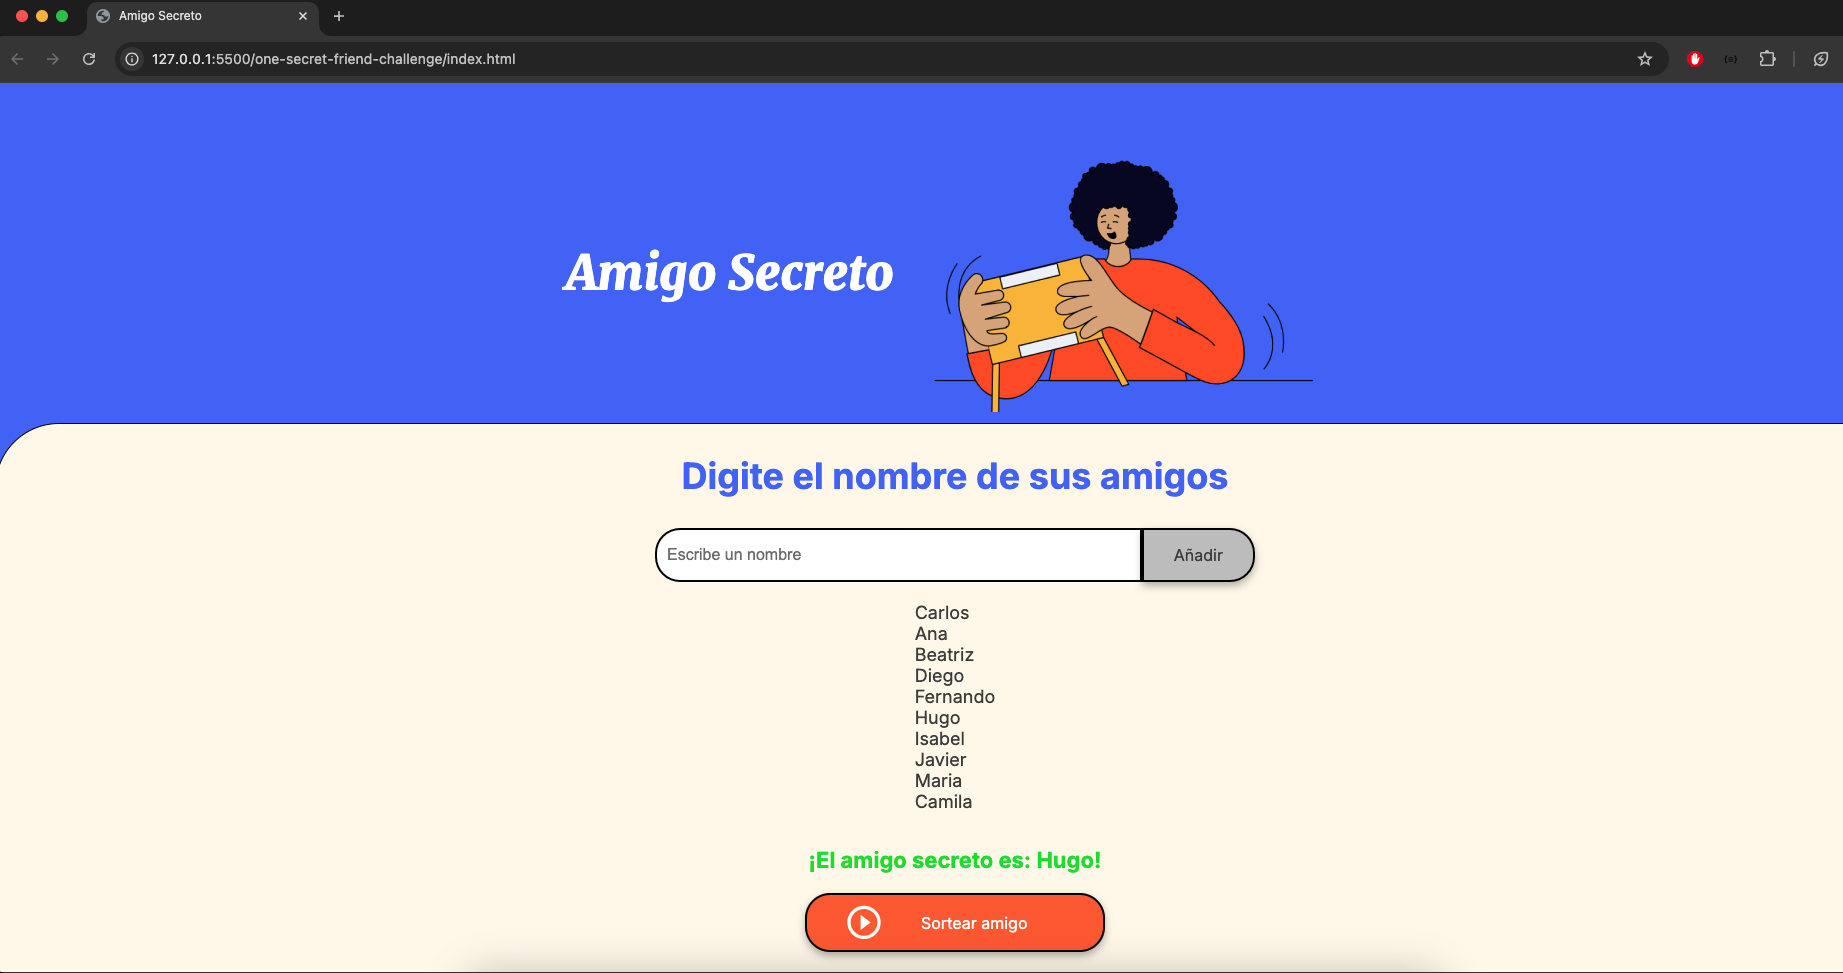 Amigo Secreto
127.0.0.1:5500/one-secret-friend-challenge/index.html
Amigo Secreto
Digite el nombre de sus amigos
Escribe un nombre
Añadir
Carlos
Ana
Beatriz
Diego
Fernando
Hugo
Isabel
Javier
Maria
Camila
¡El amigo secreto es: Hugo!
Sortear amigo